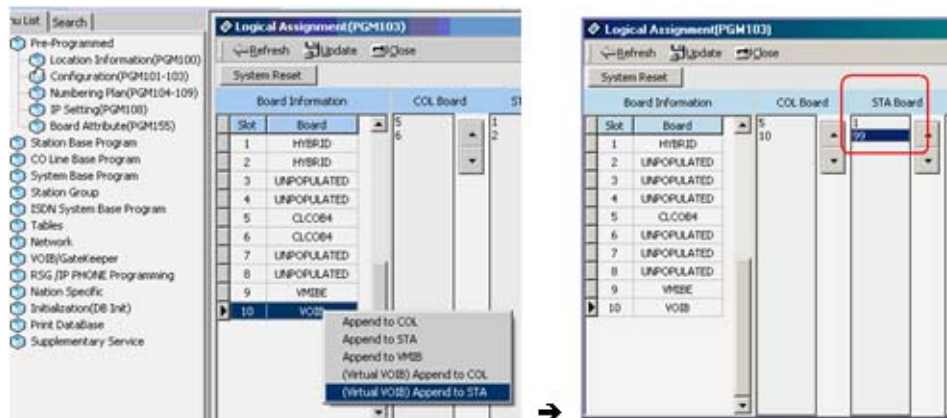 nu List Search
Pre-Programmed
Location Information(PGM100)
Configuration(PGM101-103)
Numbering Plan(PGM104-109)
IP Setting(PGM108)
Board Attribute(PGM155)
Station Base Program
CO Line Base Program
System Base Program
Station Group
ISDN System Base Program
Tables
Network
VOIB/GateKeeper
RSG /IP PHONE Programming
Nation Specific
Initialization(DB Init)
Print DataBase
Supplementary Service
Logical Assignment(PGM103)
Refresh Update Close
System Reset
Board Information COL Board ST
Slot Board
1 HYBRID
2 HYBRID
3 UNPOPULATED
4 UNPOPULATED
5 CLCOB4
6 CLCOB4
7 UNPOPULATED
8 UNPOPULATED
9 VMIBE
10 VOIB
5
6
1
2
Append to COL
Append to STA
Append to VMIB
(Virtual VOIB) Append to COL
(Virtual VOIB) Append to STA
➔
Logical Assignment(PGM103)
Refresh Update Close
System Reset
Board Information COL Board STA Board
Slot Board
1 HYBRID
2 UNPOPULATED
3 UNPOPULATED
4 UNPOPULATED
5 CLCOB4
6 UNPOPULATED
7 UNPOPULATED
8 UNPOPULATED
9 VMIBE
10 VOIB
5
10
1
99